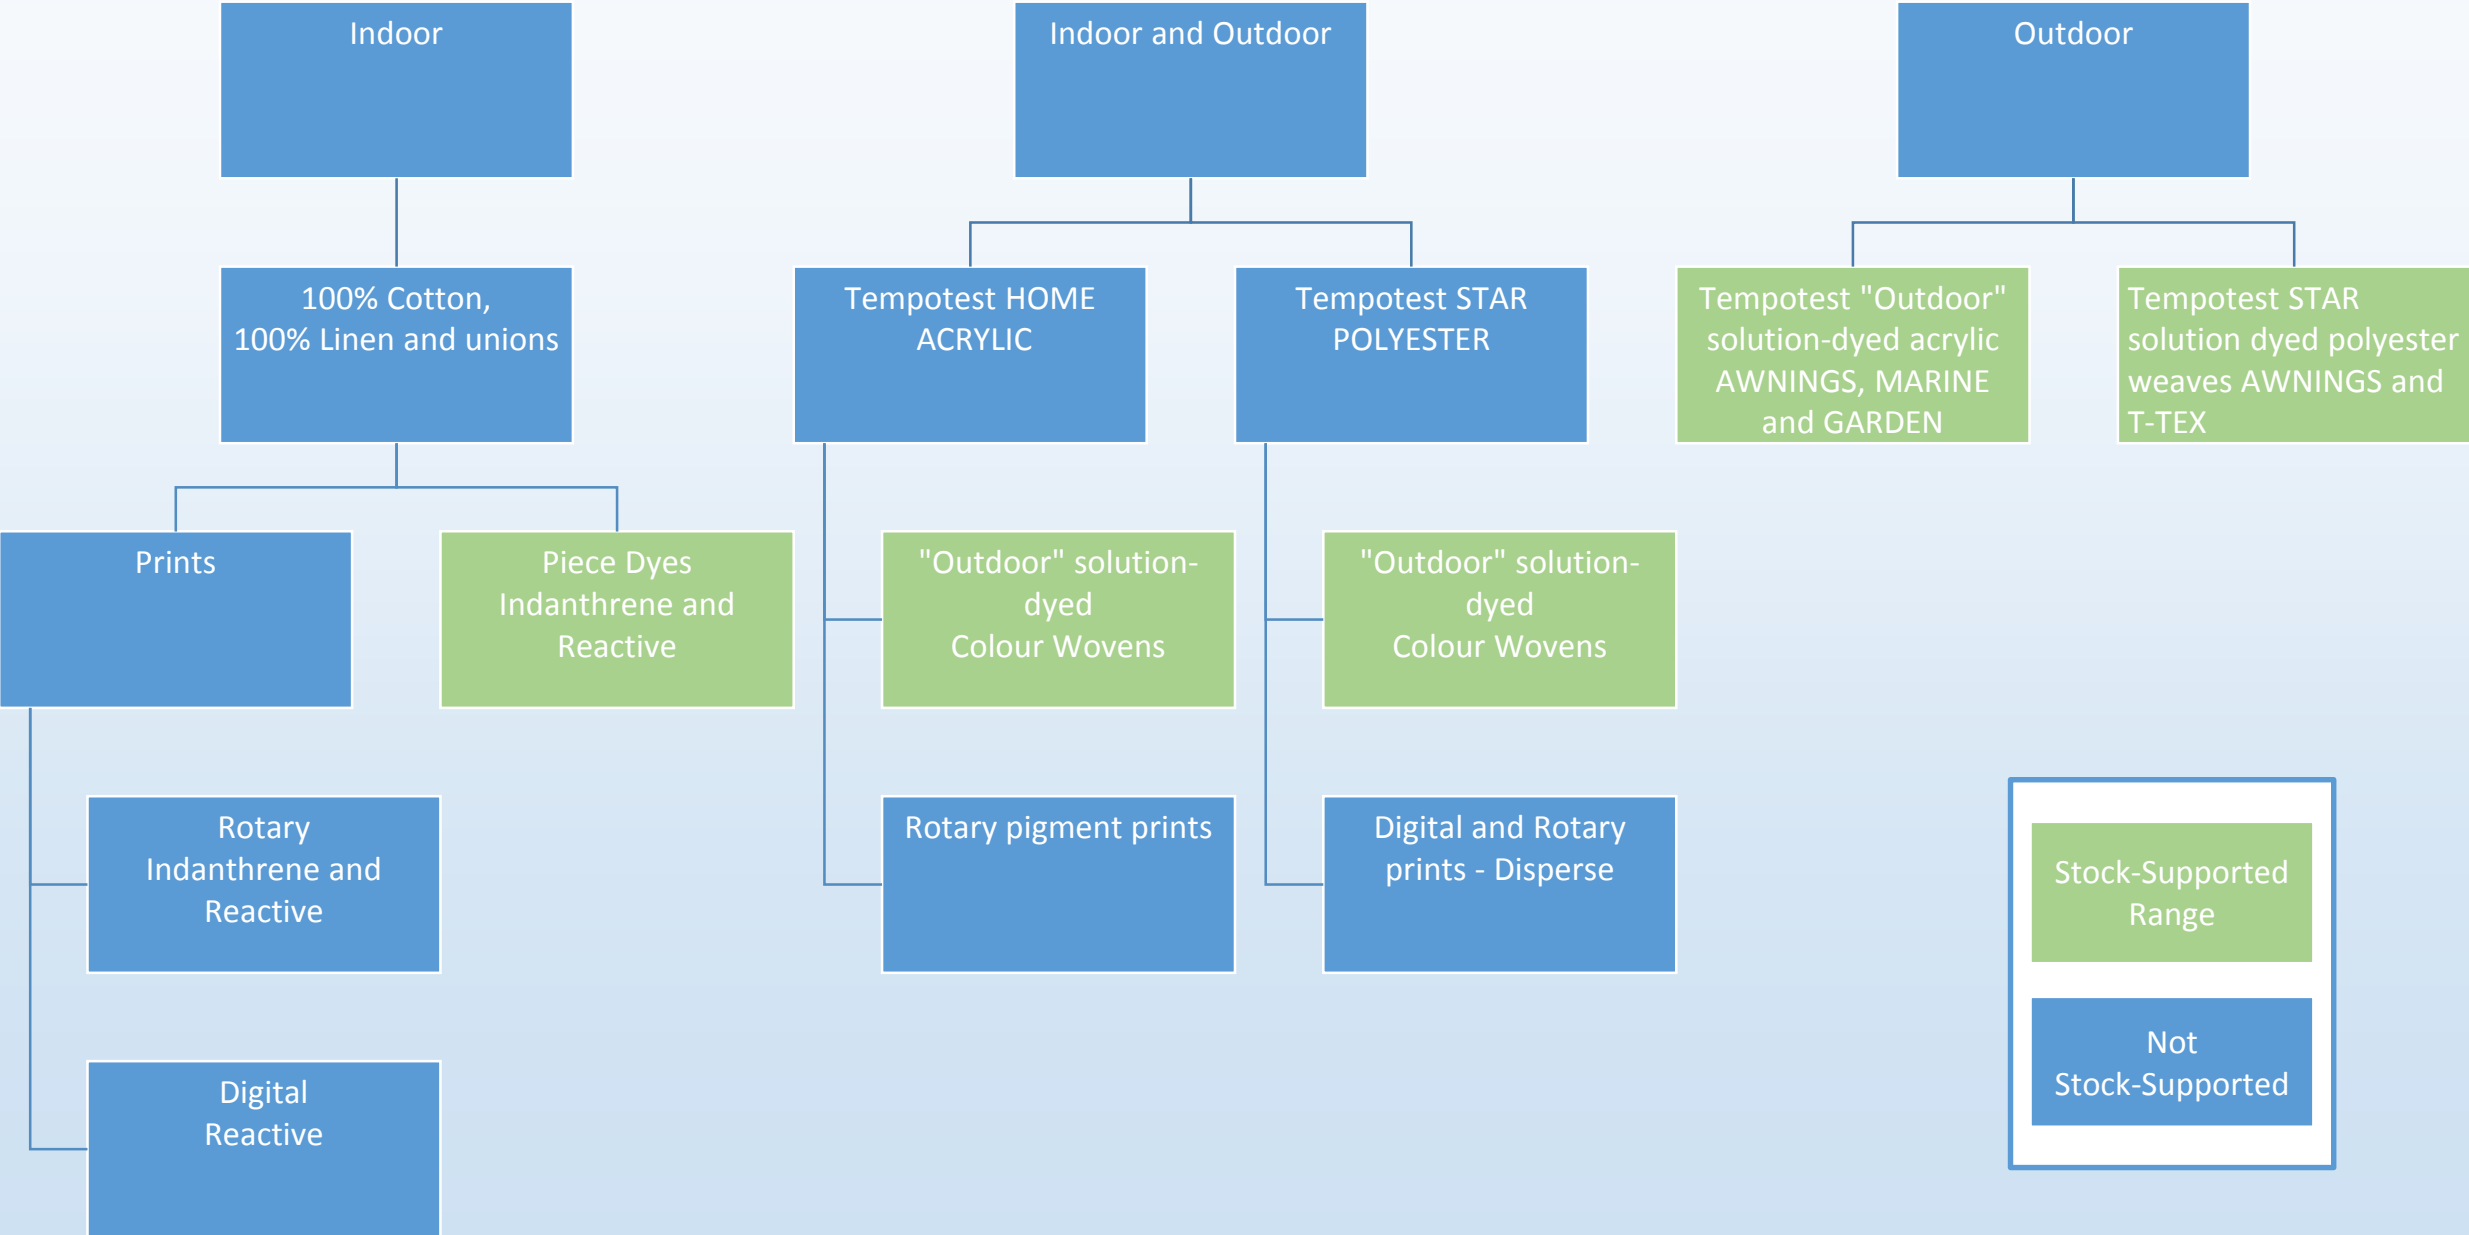 Indoor
Indoor and Outdoor
Outdoor
100% Cotton,
100% Linen and unions
Tempotest HOME
ACRYLIC
Tempotest STAR
POLYESTER
Tempotest "Outdoor"
solution-dyed acrylic
AWNINGS, MARINE
and GARDEN
Tempotest STAR
solution dyed polyester
weaves AWNINGS and
T-TEX
Prints
Piece Dyes
Indanthrene and
Reactive
"Outdoor" solution-
dyed
Colour Wovens
"Outdoor" solution-
dyed
Colour Wovens
Rotary
Indanthrene and
Reactive
Rotary pigment prints
Digital and Rotary
prints - Disperse
Digital
Reactive
Stock-Supported
Range
Not
Stock-Supported